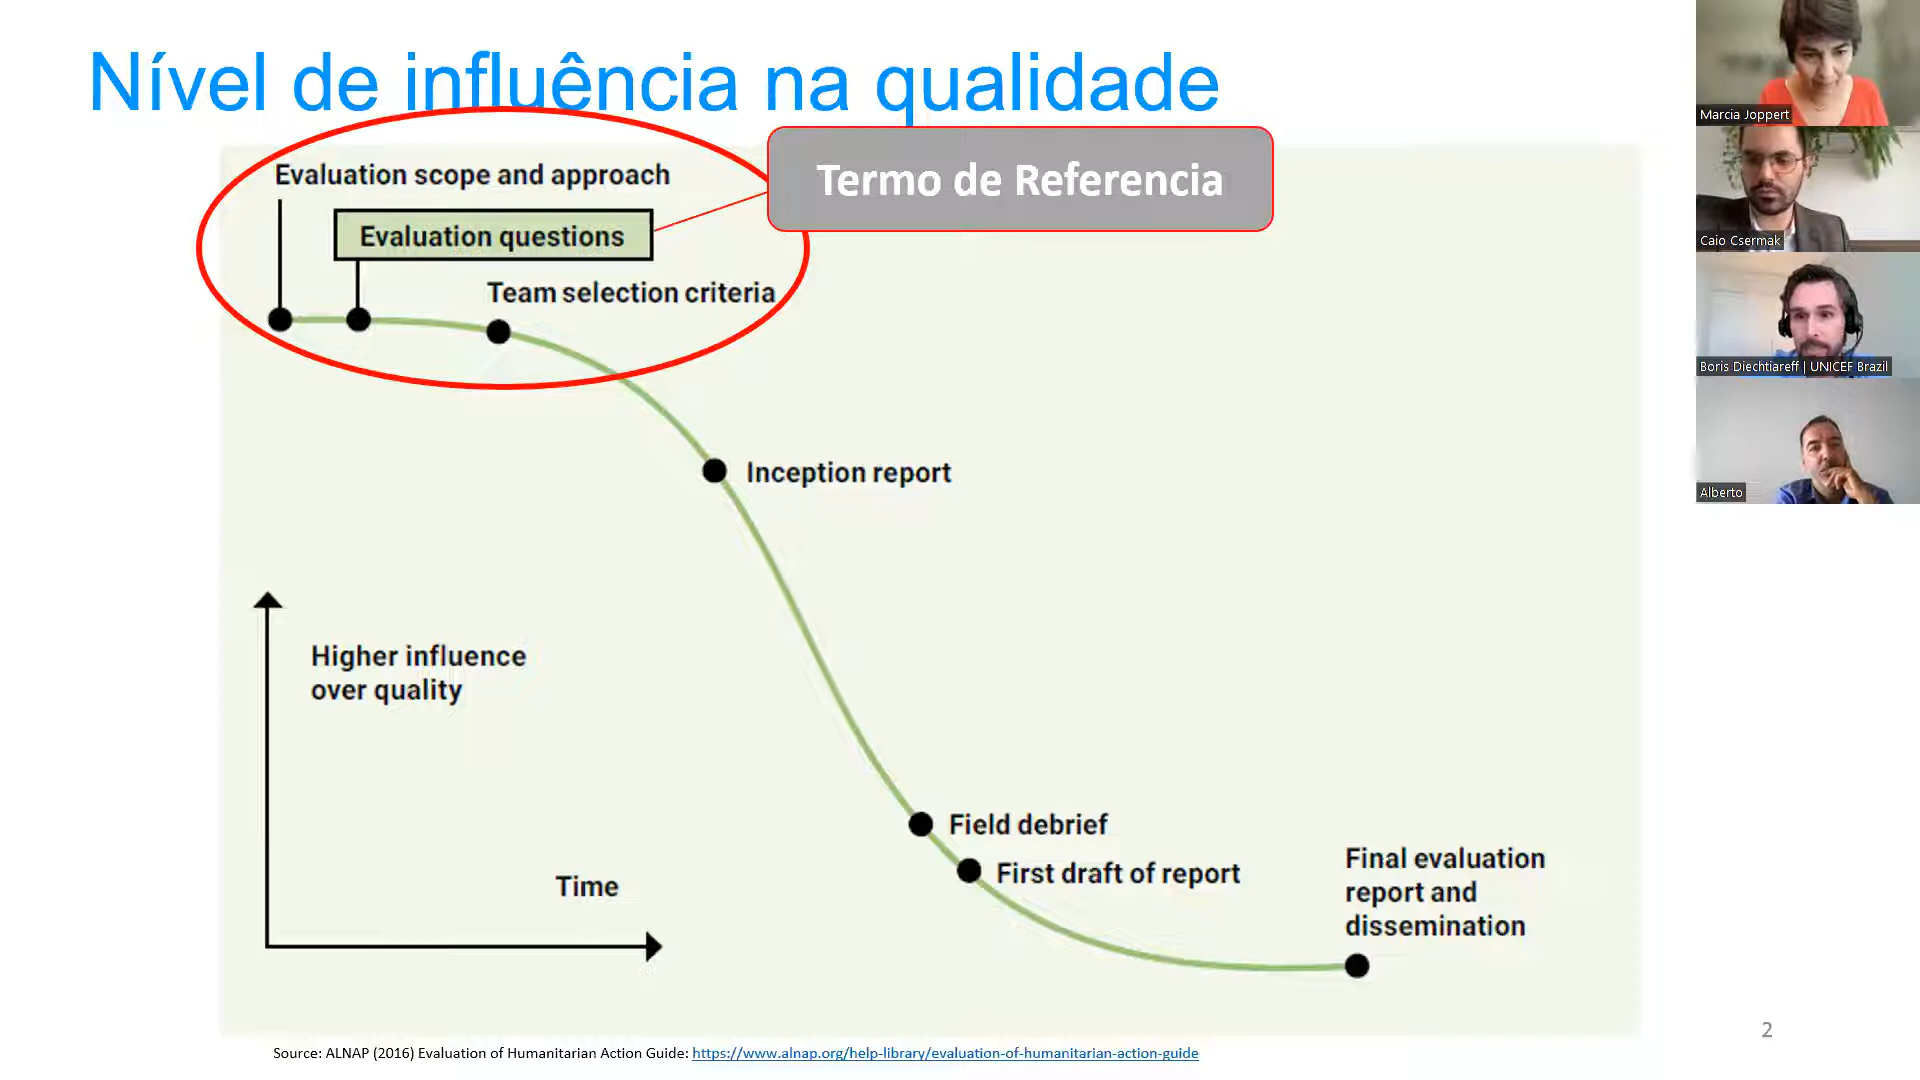 Nível de influência na qualidade
Evaluation scope and approach
Termo de Referencia
Evaluation questions
Team selection criteria
Inception report
Higher influence
over quality
Field debrief
First draft of report
Time
Final evaluation
report and
dissemination
2
Source: ALNAP (2016) Evaluation of Humanitarian Action Guide: https://www.alnap.org/help-library/evaluation-of-humanitarian-action-guide
Marcia Joppert
Caio Csermak
Boris Diechtiareff | UNICEF Brazil
Alberto